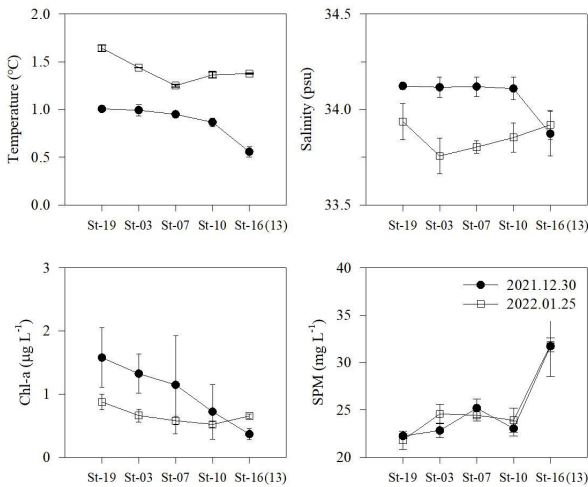 2.0
1.5
1.0
0.5
0.0
Temperature (°C)
St-19 St-03 St-07 St-10 St-16 (13)
34.5
34.0
33.5
Salinity (psu)
St-19 St-03 St-07 St-10 St-16 (13)
3
2
1
0
Chl-a (µg L⁻¹)
St-19 St-03 St-07 St-10 St-16 (13)
40
35
30
25
20
SPM (mg L⁻¹)
2021.12.30
2022.01.25
St-19 St-03 St-07 St-10 St-16 (13)